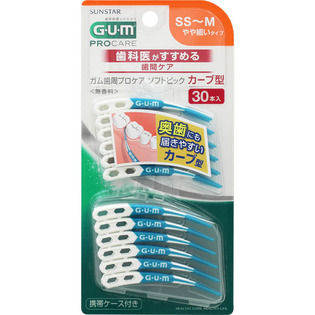 SUNSTAR
G·U·M
PROCARE
SS〜M
やや細いタイプ
歯科医がすすめる
歯間ケア
ガム歯周プロケア ソフトピック カーブ型
<無香料>
30本入
奥歯にも
届きやすい
カーブ型
G·U·M
G·U·M
G·U·M
G·U·M
G·U·M
G·U·M
G·U·M
携帯ケース付き